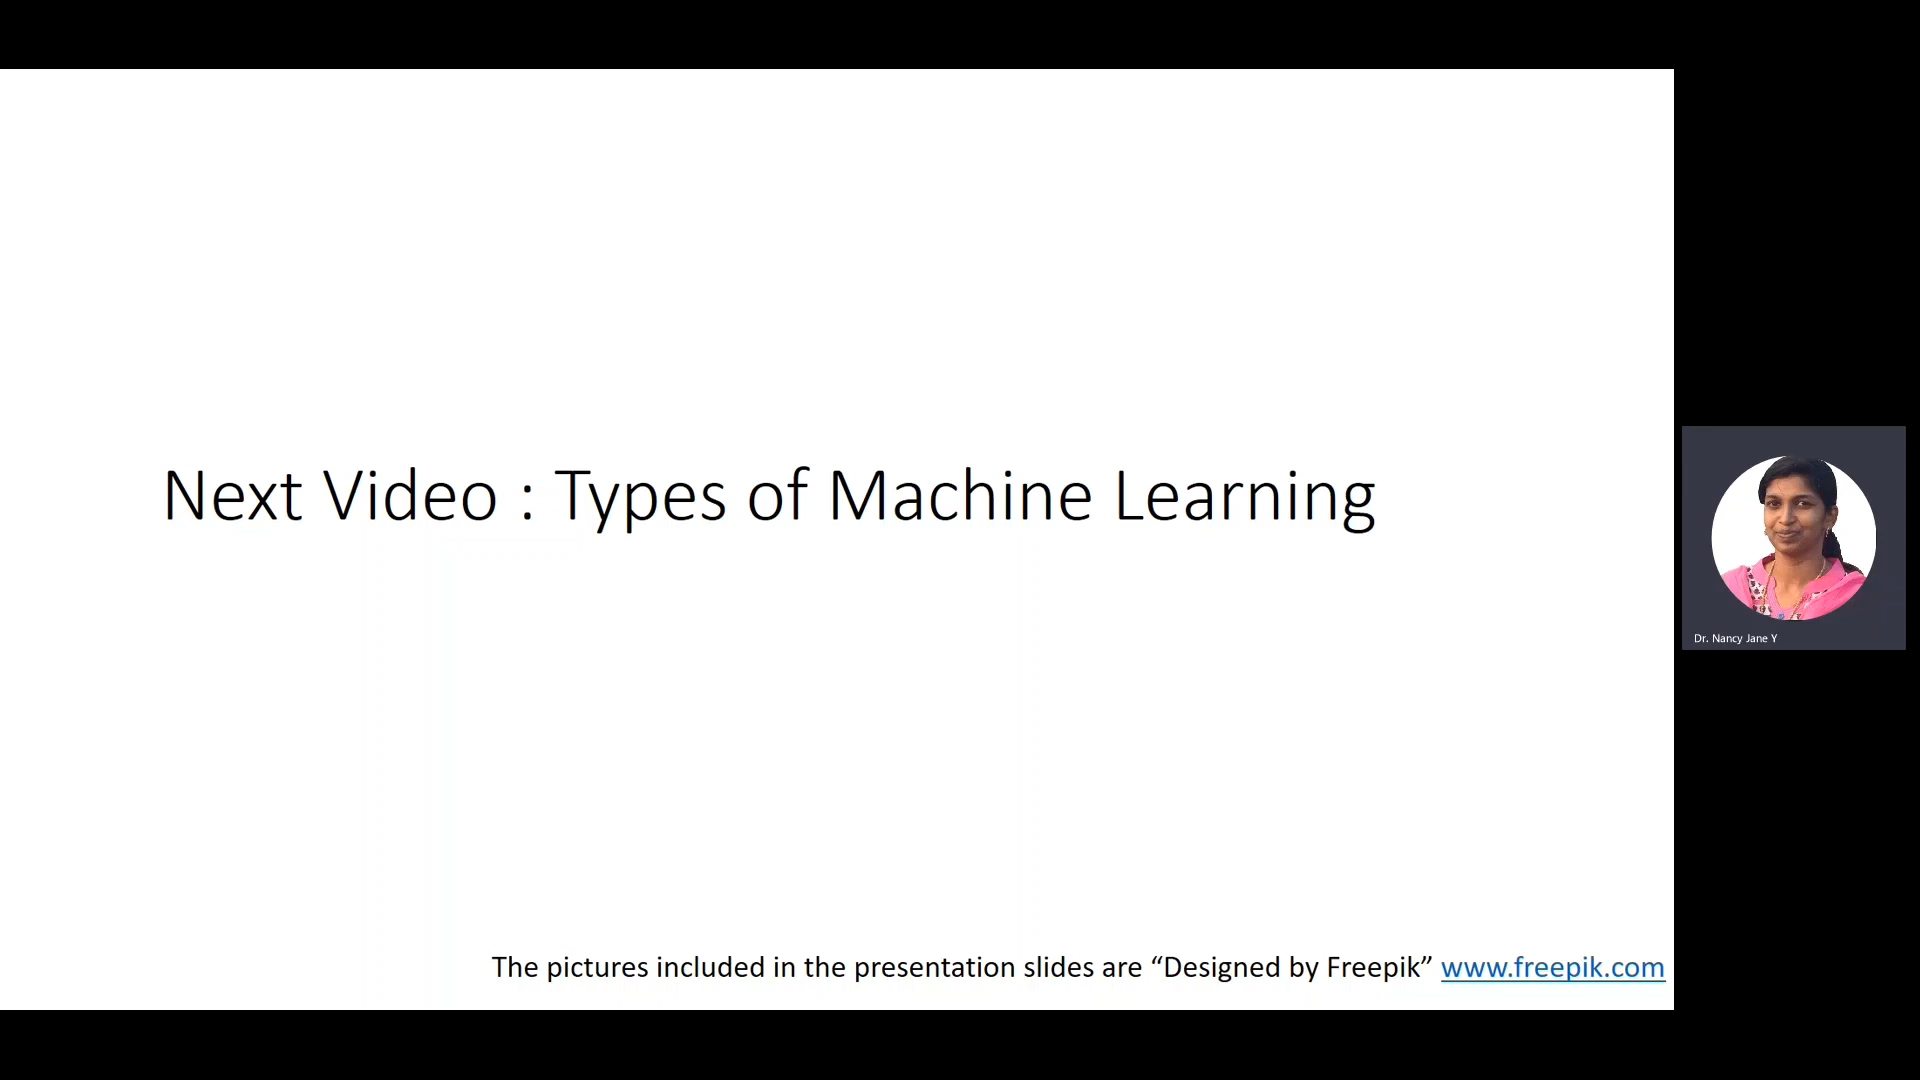 Next Video : Types of Machine Learning
Dr. Nancy Jane Y
The pictures included in the presentation slides are “Designed by Freepik” www.freepik.com